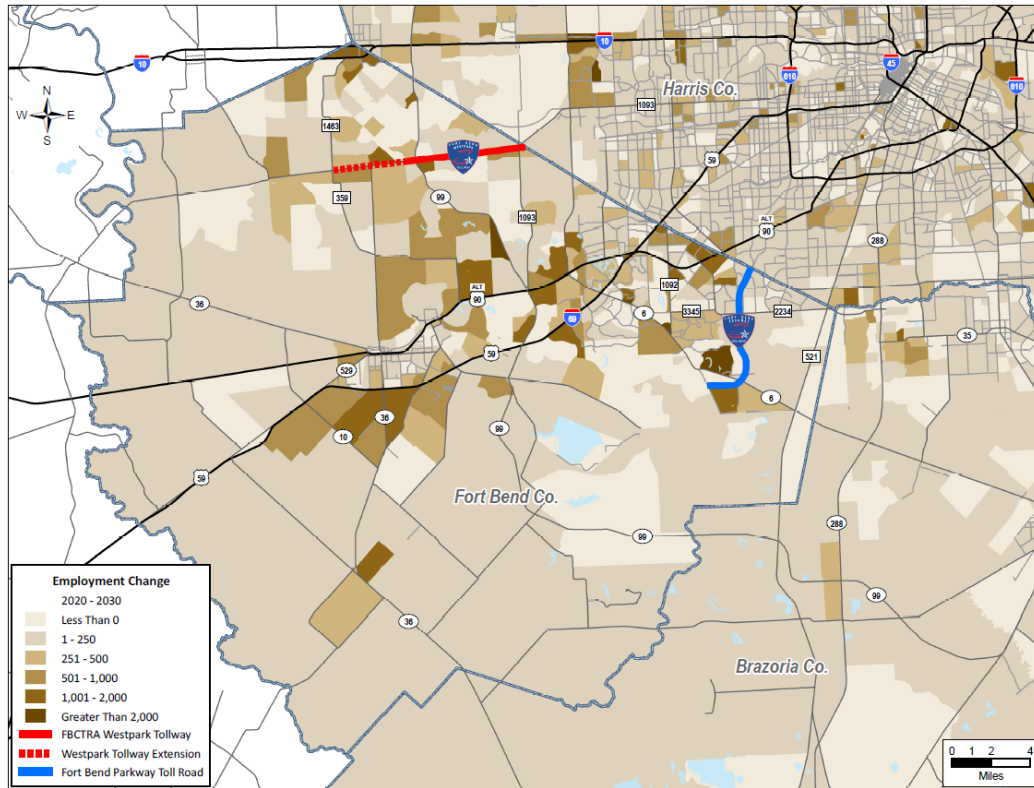 10
10
45
610
610
Harris Co.
N
W E
S
1093
1463
59
ALT
90
359
99
1093
288
36
ALT
90
1092
6
3345
2234
69
35
59
521
529
6
36
99
10
59
Fort Bend Co.
288
99
99
36
Brazoria Co.
Employment Change
2020 - 2030
Less Than 0
1 - 250
251 - 500
501 - 1,000
1,001 - 2,000
Greater Than 2,000
FBCTRA Westpark Tollway
Westpark Tollway Extension
Fort Bend Parkway Toll Road
0 1 2 4
Miles